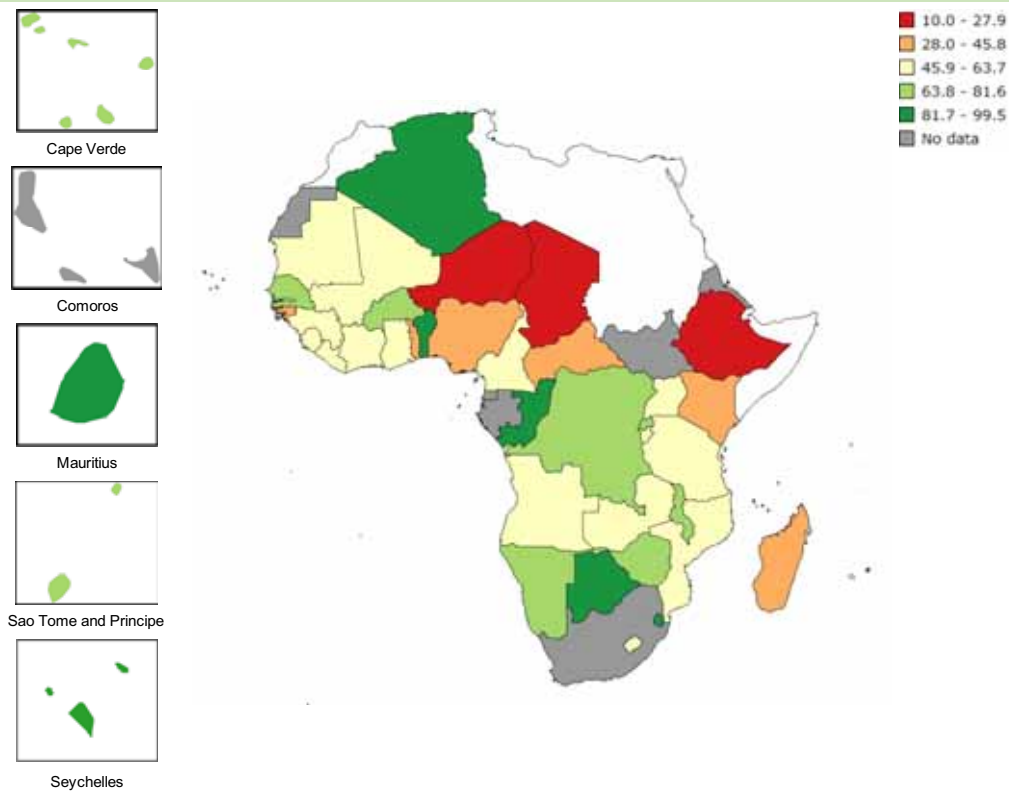 Cape Verde
Comoros
Mauritius
Sao Tome and Principe
Seychelles
10.0 - 27.9
28.0 - 45.8
45.9 - 63.7
63.8 - 81.6
81.7 - 99.5
No data